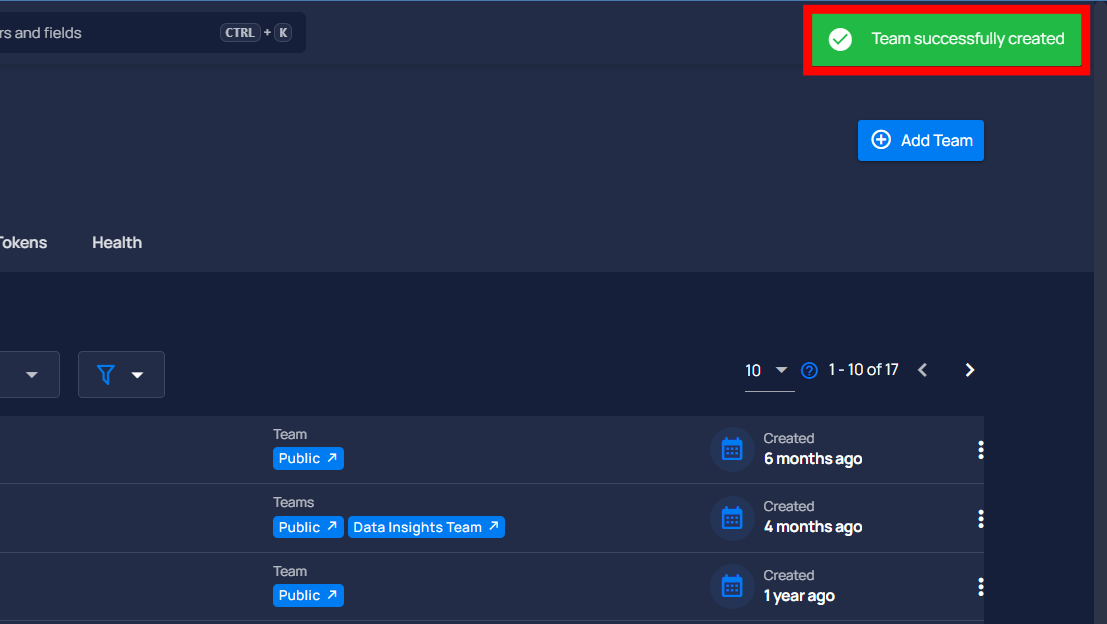 rs and fields CTRL + K
Team successfully created
Add Team
Tokens Health
10 1 - 10 of 17
Team
Public
Created
6 months ago
Teams
Public Data Insights Team
Created
4 months ago
Team
Public
Created
1 year ago